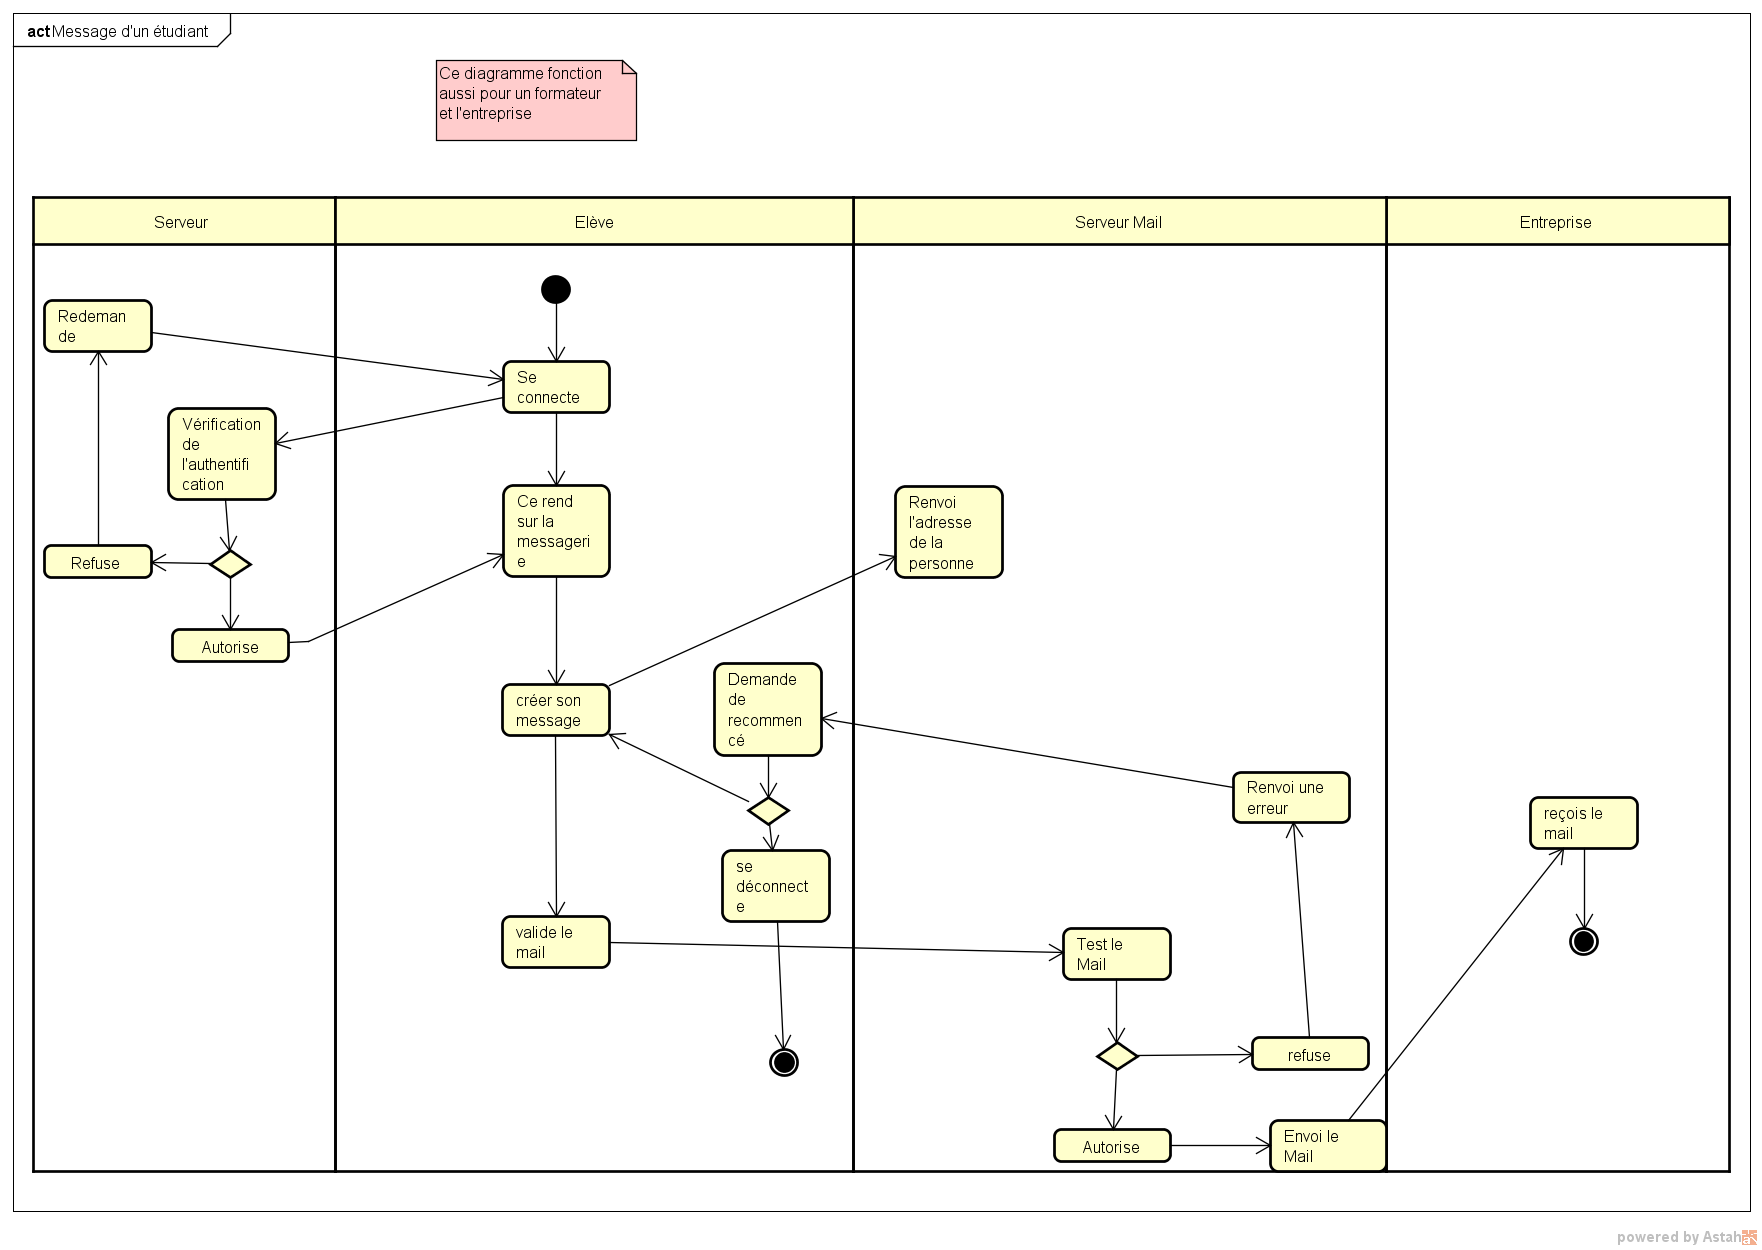 act Message d'un étudiant
Ce diagramme fonction
aussi pour un formateur
et l'entreprise
Serveur
Elève
Serveur Mail
Entreprise
Redeman
de
Se
connecte
Vérification
de
l'authentifi
cation
Ce rend
sur la
messageri
e
Renvoi
l'adresse
de la
personne
Refuse
Autorise
créer son
message
Demande
de
recommen
cé
Renvoi une
erreur
reçois le
mail
se
déconnect
e
valide le
mail
Test le
Mail
refuse
Autorise
Envoi le
Mail
powered by Astah